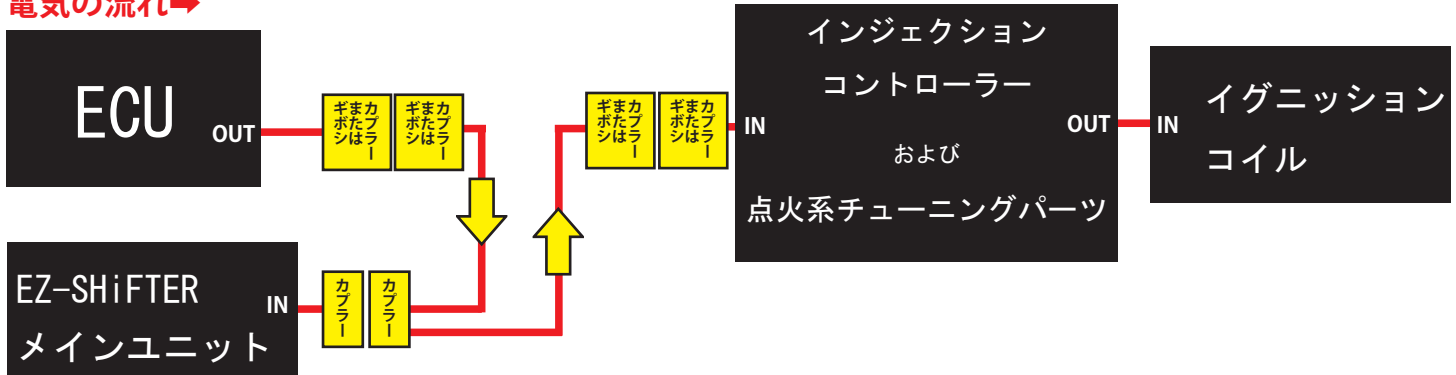 電気の流れ➡
ECU
OUT
カプラー
または
ギボシ
カプラー
または
ギボシ
カプラー
または
ギボシ
カプラー
または
ギボシ
インジェクション
コントローラー
および
点火系チューニングパーツ
IN
OUT
IN
イグニッション
コイル
EZ-SHiFTER
メインユニット
IN
カプラー
カプラー